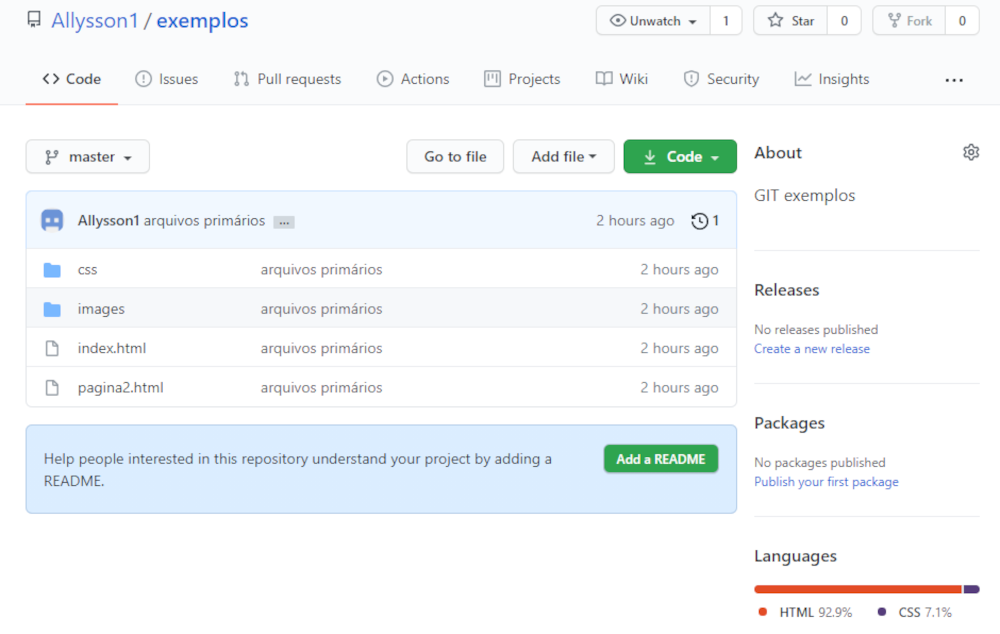 Allysson1 / exemplos
Unwatch 1 Star 0 Fork 0
Code Issues Pull requests Actions Projects Wiki Security Insights ...
master Go to file Add file Code
Allysson1 arquivos primários ... 2 hours ago 1
css arquivos primários 2 hours ago
images arquivos primários 2 hours ago
index.html arquivos primários 2 hours ago
pagina2.html arquivos primários 2 hours ago
Help people interested in this repository understand your project by adding a
README.
Add a README
About
GIT exemplos
Releases
No releases published
Create a new release
Packages
No packages published
Publish your first package
Languages
HTML 92.9% CSS 7.1%